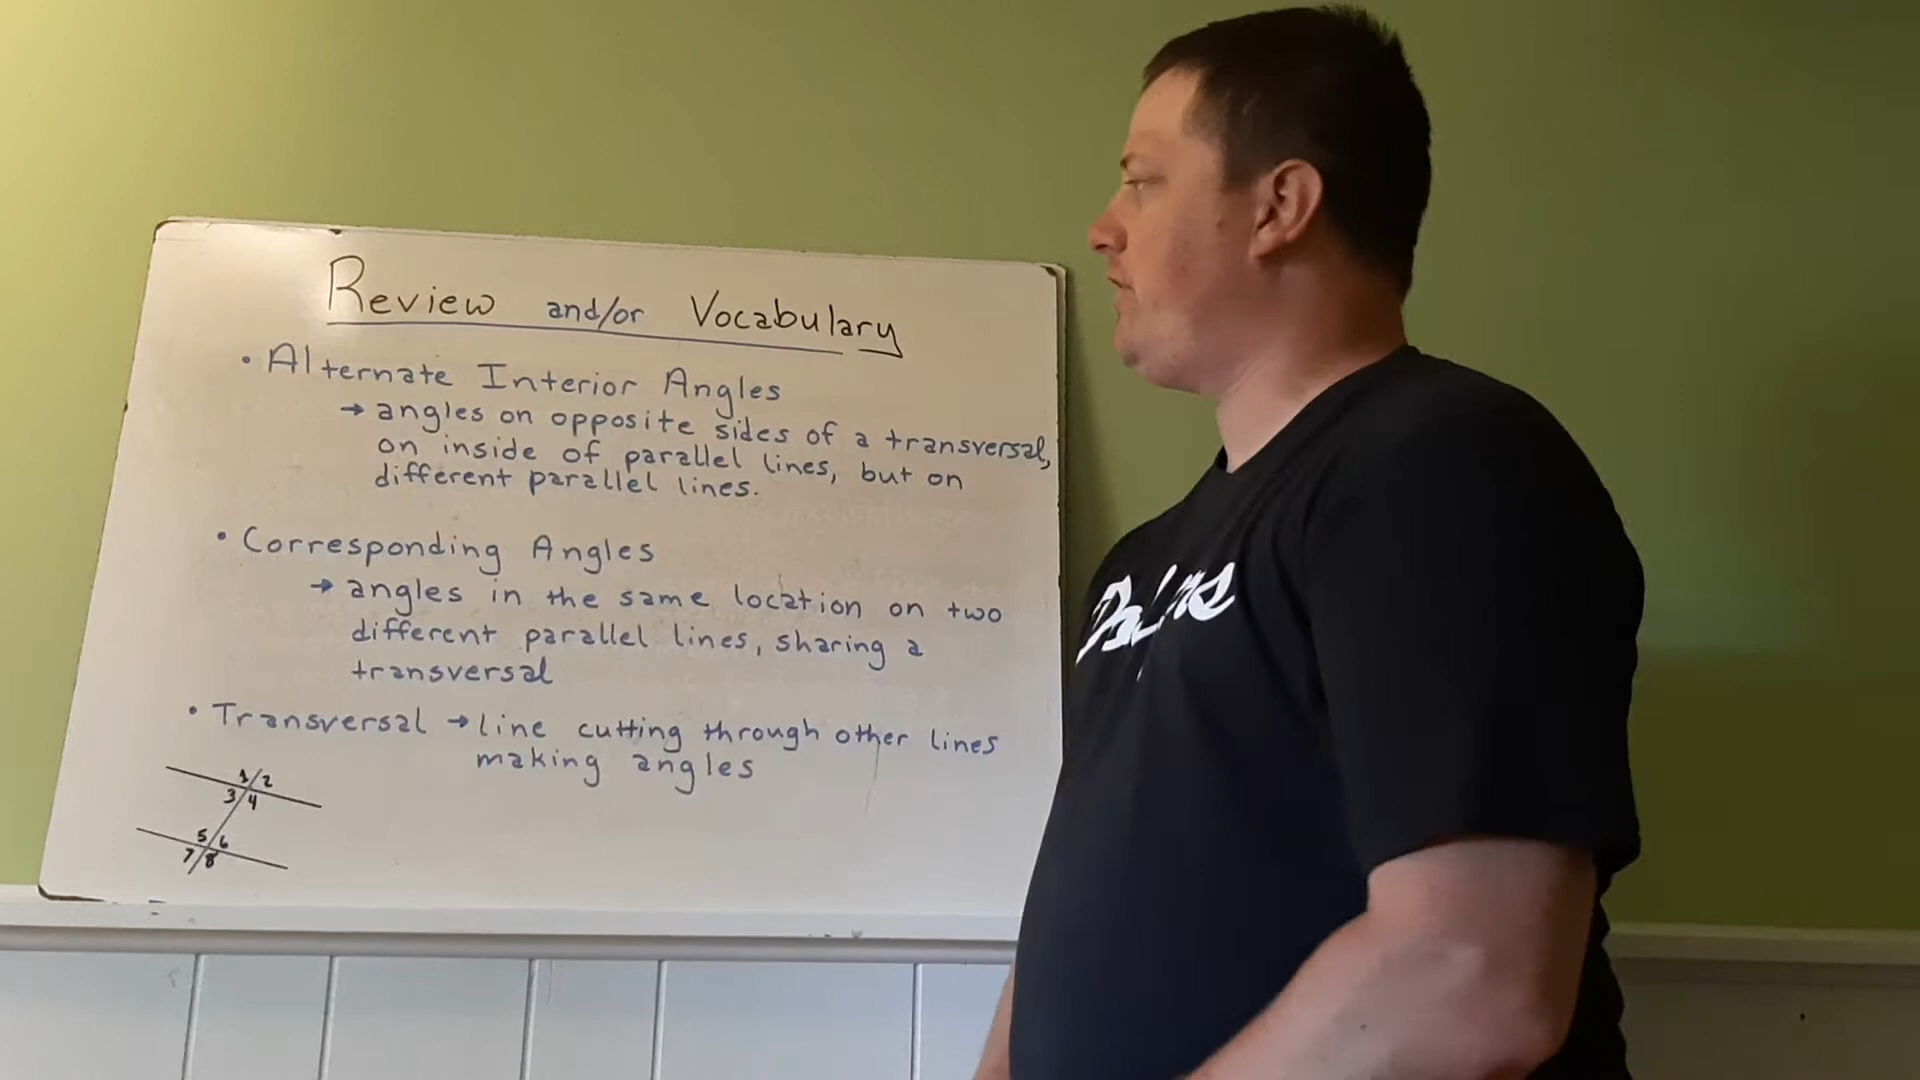 Review and/or Vocabulary
• Alternate Interior Angles
→ angles on opposite sides of a transversal,
on inside of parallel lines, but on
different parallel lines.
• Corresponding Angles
→ angles in the same location on two
different parallel lines, sharing a
transversal
• Transversal → line cutting through other lines
making angles
1 2
3 4
5 6
7 8